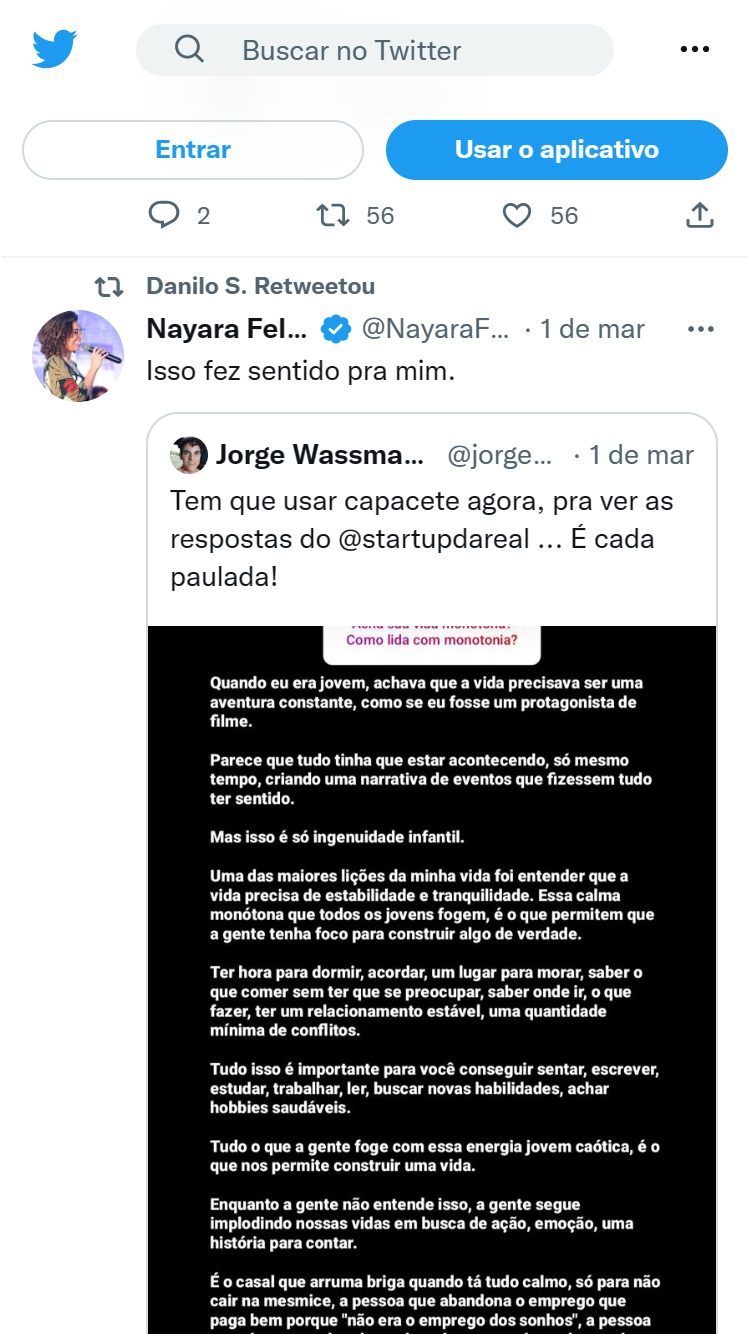 Buscar no Twitter
Entrar
Usar o aplicativo
2
56
56
Danilo S. Retweetou
Nayara Fel... @NayaraF... · 1 de mar
Isso fez sentido pra mim.
Jorge Wassma... @jorge... · 1 de mar
Tem que usar capacete agora, pra ver as
respostas do @startupdareal ... É cada
paulada!
Acha sua vida monótona?
Como lida com monotonia?
Quando eu era jovem, achava que a vida precisava ser uma
aventura constante, como se eu fosse um protagonista de
filme.
Parece que tudo tinha que estar acontecendo, só mesmo
tempo, criando uma narrativa de eventos que fizessem tudo
ter sentido.
Mas isso é só ingenuidade infantil.
Uma das maiores lições da minha vida foi entender que a
vida precisa de estabilidade e tranquilidade. Essa calma
monótona que todos os jovens fogem, é o que permitem que
a gente tenha foco para construir algo de verdade.
Ter hora para dormir, acordar, um lugar para morar, saber o
que comer sem ter que se preocupar, saber onde ir, o que
fazer, ter um relacionamento estável, uma quantidade
mínima de conflitos.
Tudo isso é importante para você conseguir sentar, escrever,
estudar, trabalhar, ler, buscar novas habilidades, achar
hobbies saudáveis.
Tudo o que a gente foge com essa energia jovem caótica, é o
que nos permite construir uma vida.
Enquanto a gente não entende isso, a gente segue
implodindo nossas vidas em busca de ação, emoção, uma
história para contar.
É o casal que arruma briga quando tá tudo calmo, só para não
cair na mesmice, a pessoa que abandona o emprego que
paga bem porque "não era o emprego dos sonhos", a pessoa